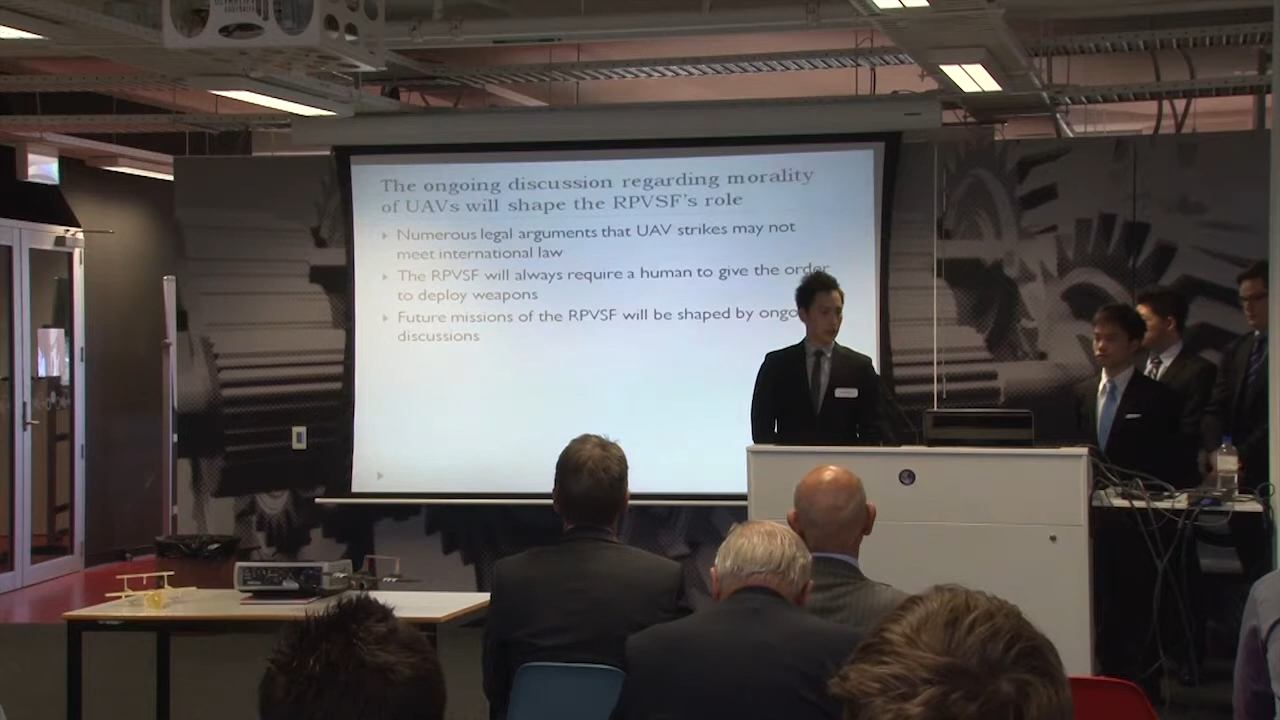 The ongoing discussion regarding morality
of UAVs will shape the RPVSF's role
Numerous legal arguments that UAV strikes may not
meet international law
The RPVSF will always require a human to give the order
to deploy weapons
Future missions of the RPVSF will be shaped by ongo
discussions